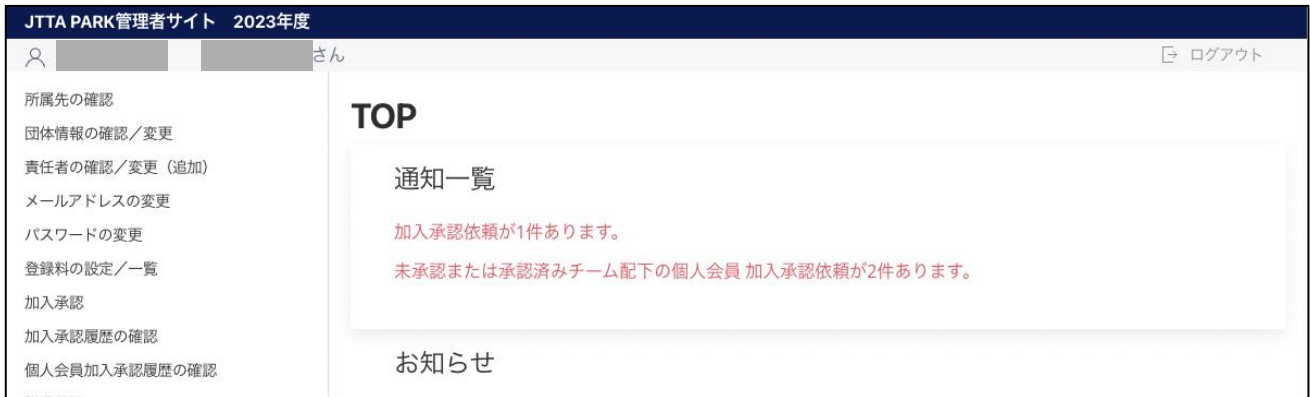 JTTA PARK管理者サイト 2023年度
さん
ログアウト
所属先の確認
団体情報の確認／変更
責任者の確認／変更（追加）
メールアドレスの変更
パスワードの変更
登録料の設定／一覧
加入承認
加入承認履歴の確認
個人会員加入承認履歴の確認
TOP
通知一覧
加入承認依頼が1件あります。
未承認または承認済みチーム配下の個人会員 加入承認依頼が2件あります。
お知らせ